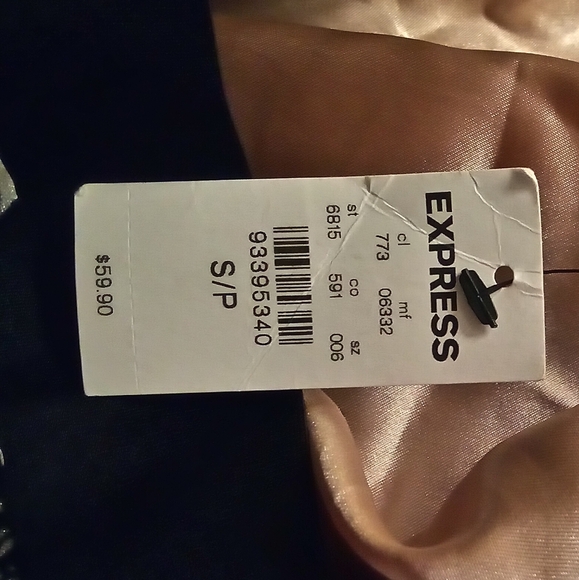 EXPRESS
cl mf
773 06332
st co sz
6815 591 006
93395340
S/P
$59.90